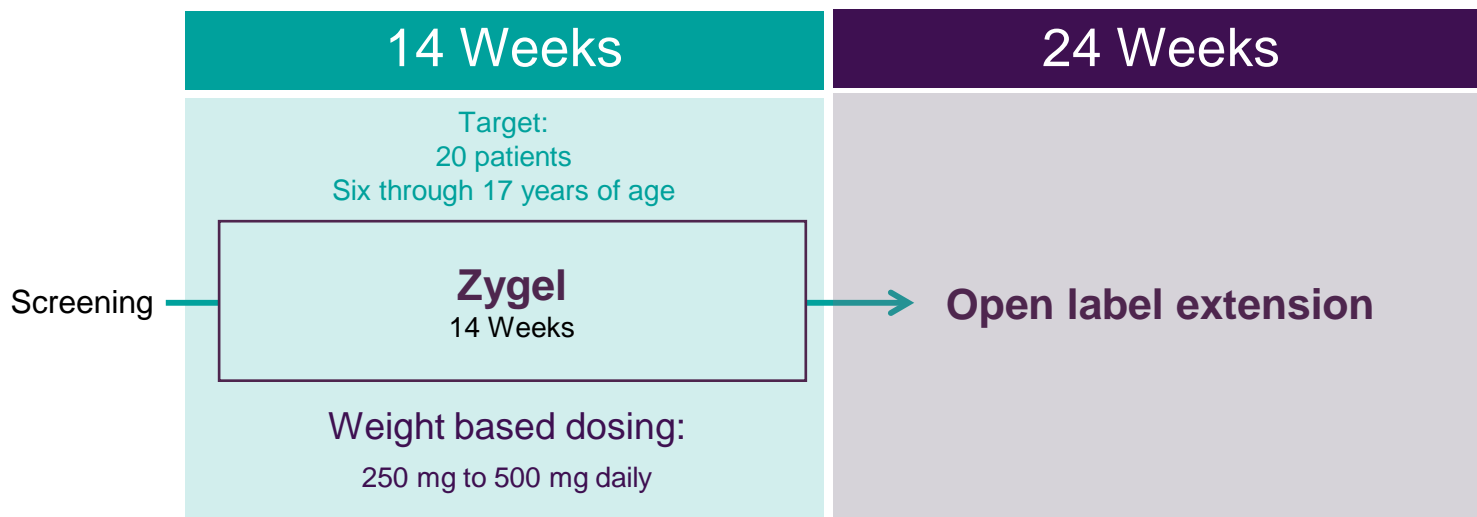 14 Weeks
24 Weeks
Target:
20 patients
Six through 17 years of age
Screening
Zygel
14 Weeks
Open label extension
Weight based dosing:
250 mg to 500 mg daily